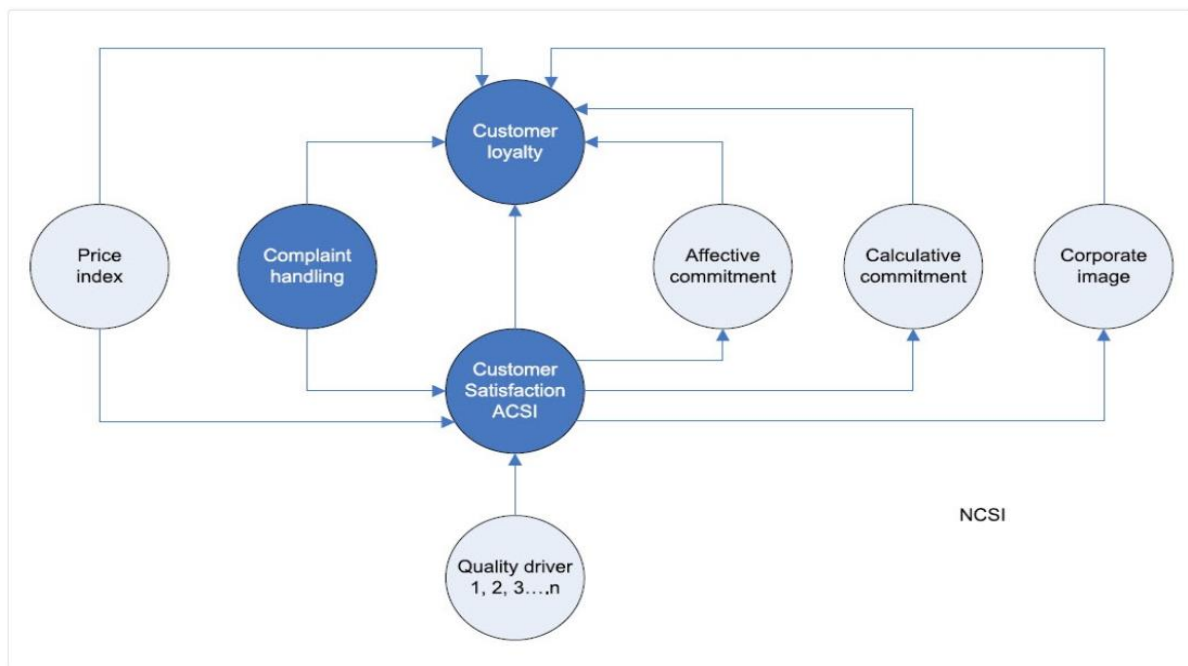 Customer
loyalty
Price
index
Complaint
handling
Affective
commitment
Calculative
commitment
Corporate
image
Customer
Satisfaction
ACSI
NCSI
Quality driver
1, 2, 3….,n